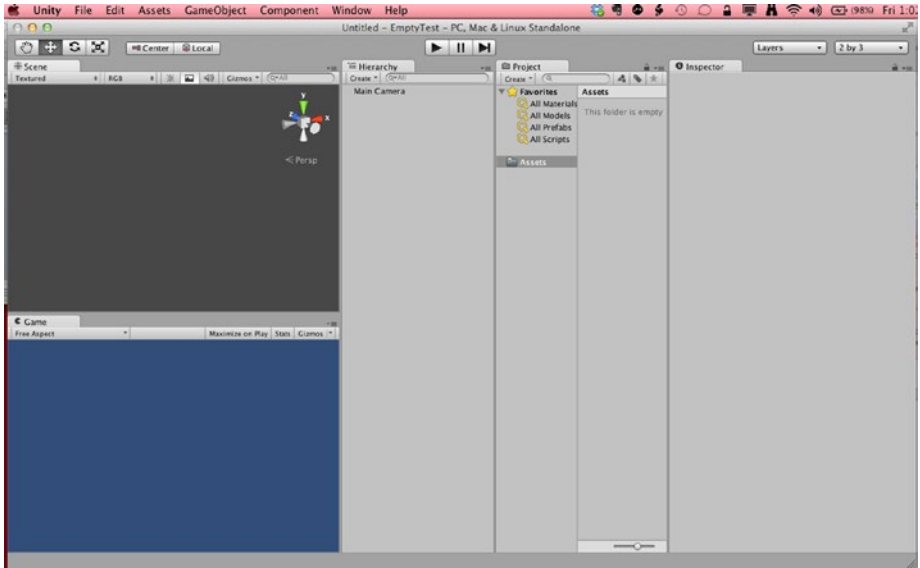 Unity File Edit Assets GameObject Component Window Help (98%) Fri 1:0
Untitled - EmptyTest - PC, Mac & Linux Standalone
Center Local Layers 2 by 3
Scene Hierarchy Project Inspector
Textured RGB Gizmos All Create All Create
Main Camera Favorites Assets
All Materials
This folder is empty
All Models
All Prefabs
All Scripts
y
z x
Persp
Assets
Game
Free Aspect Maximize on Play Stats Gizmos